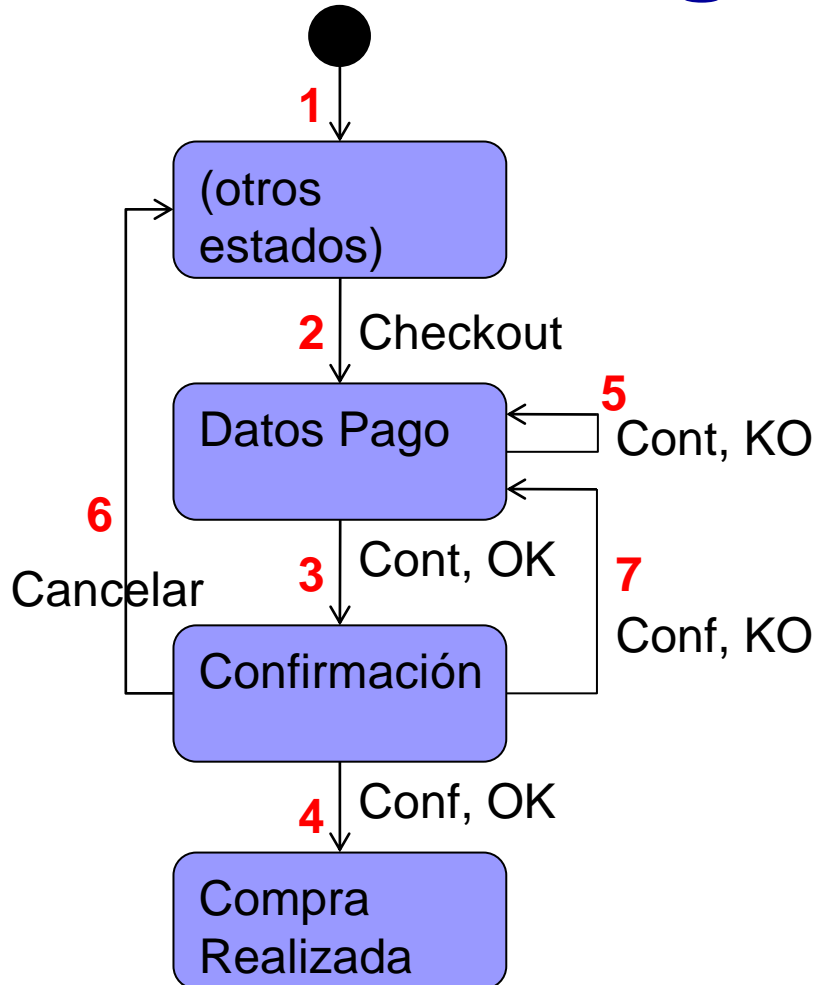 1
(otros
estados)
2 Checkout
5
Datos Pago
Cont, KO
6
3 Cont, OK
7
Cancelar
Conf, KO
Confirmación
4 Conf, OK
Compra
Realizada